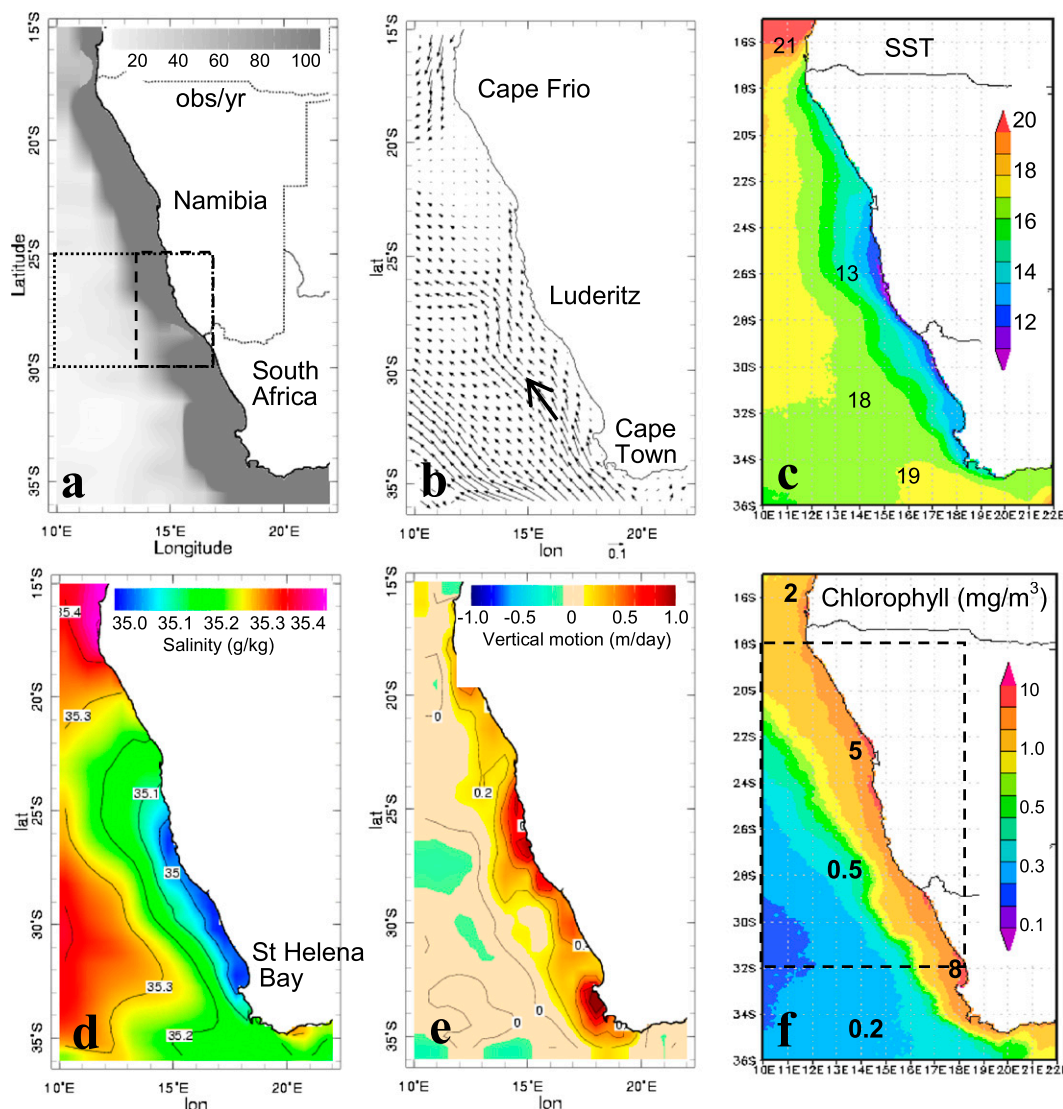 15°S
20°S
25°S
30°S
35°S
Latitude
20 40 60 80 100
obs/yr
Namibia
South
Africa
a
10°E 15°E 20°E
Longitude
15°S
20°S
25°S
30°S
35°S
lat
Cape Frio
Luderitz
Cape
Town
b
10°E 15°E 20°E
lon
0.1
16S
18S
20S
22S
24S
26S
28S
30S
32S
34S
36S
21
SST
13
18
19
20
18
16
14
12
c
10E 11E 12E 13E 14E 15E 16E 17E 18E 19E 20E 21E 22E
15°S
20°S
25°S
30°S
35°S
lat
35.4
35.0 35.1 35.2 35.3 35.4
Salinity (g/kg)
35.3
35.1
35
35.3
35.2
St Helena
Bay
d
10°E 15°E 20°E
lon
15°S
20°S
25°S
30°S
35°S
lat
-1.0 -0.5 0 0.5 1.0
Vertical motion (m/day)
0
0.2
0
0
0
e
10°E 15°E 20°E
lon
16S
18S
20S
22S
24S
26S
28S
30S
32S
34S
36S
2
Chlorophyll (mg/m³)
5
0.5
8
0.2
10
1.0
0.5
0.3
0.1
f
10E 11E 12E 13E 14E 15E 16E 17E 18E 19E 20E 21E 22E